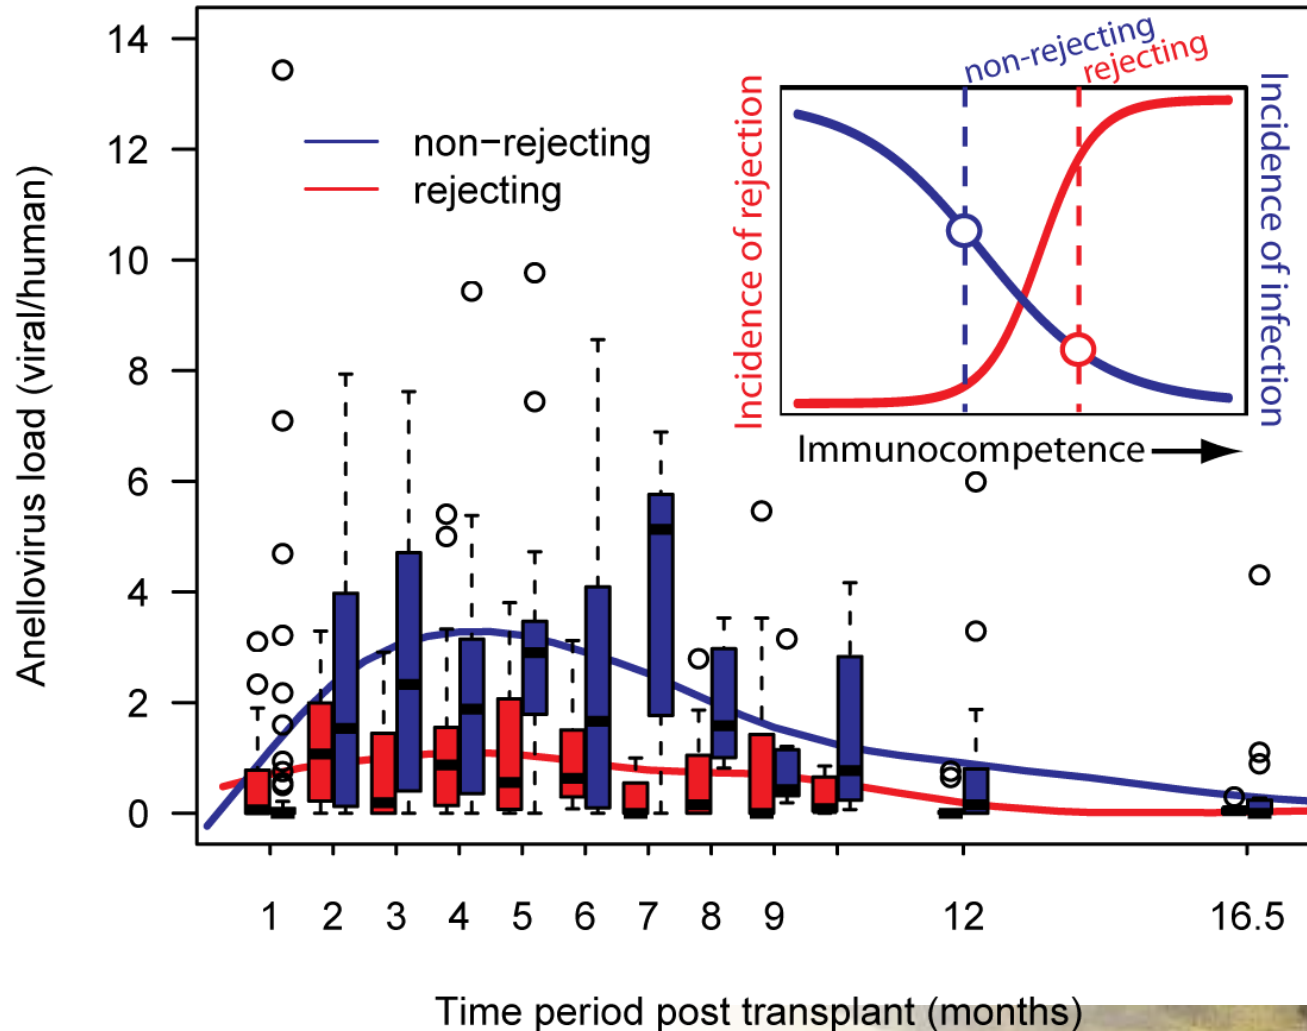 14
12
10
8
6
4
2
0
Anellovirus load (viral/human)
non−rejecting
rejecting
non-rejecting
rejecting
Incidence of rejection
Incidence of infection
Immunocompetence
1 2 3 4 5 6 7 8 9 12 16.5
Time period post transplant (months)